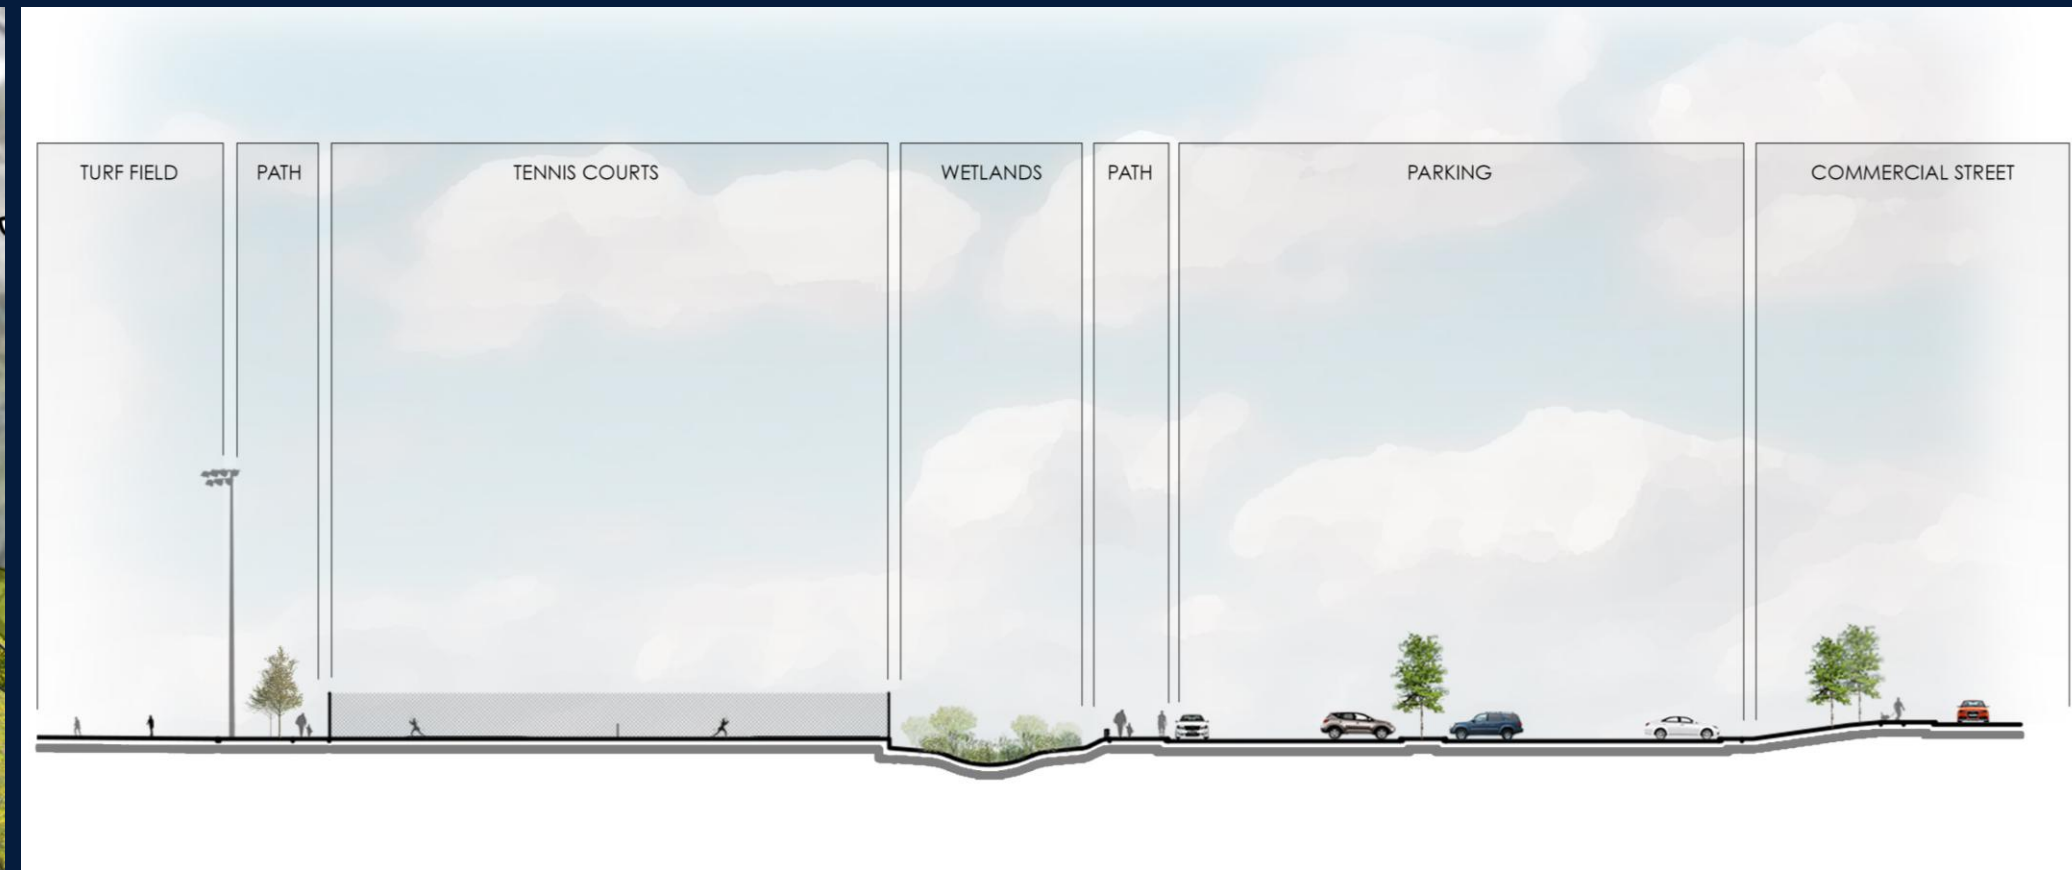 TURF FIELD
PATH
TENNIS COURTS
WETLANDS
PATH
PARKING
COMMERCIAL STREET